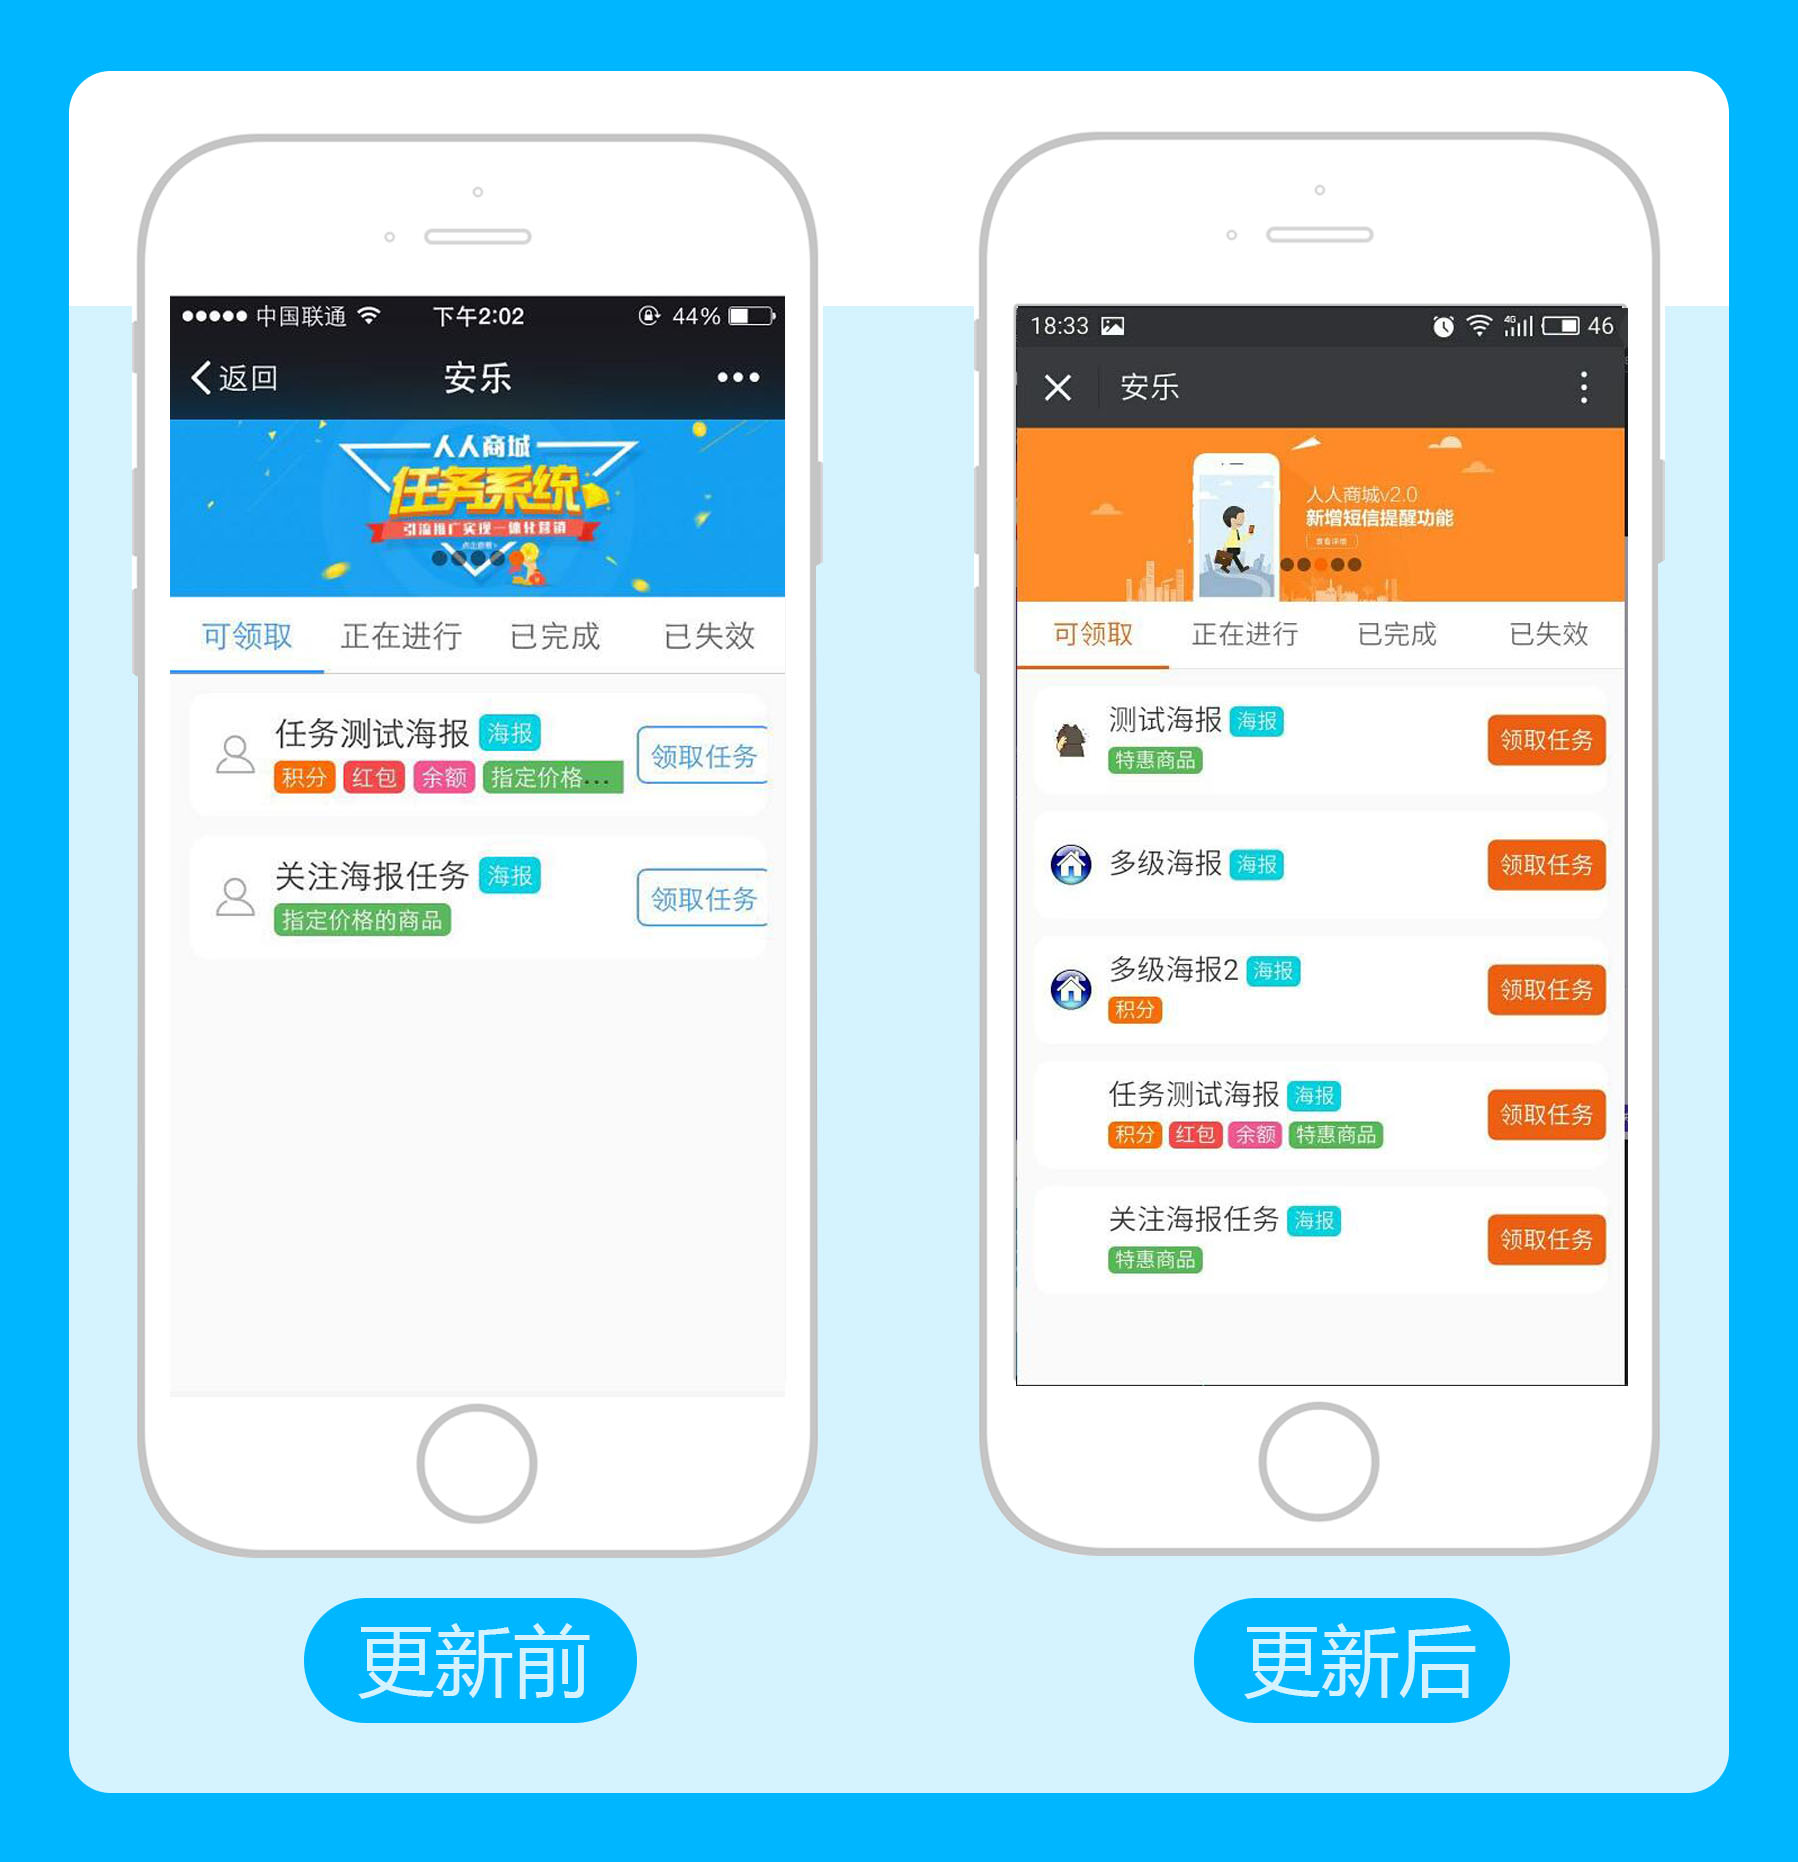 中国联通 下午2:02 44%
返回 安乐
人人商城
任务系统
引流推广实现一体化营销
可领取 正在进行 已完成 已失效
任务测试海报 海报
积分 红包 余额 指定价格...
领取任务
关注海报任务 海报
指定价格的商品
领取任务
更新前
18:33 4G 46
安乐
人人商城v2.0
新增短信提醒功能
查看详情
可领取 正在进行 已完成 已失效
测试海报 海报
特惠商品
领取任务
多级海报 海报
领取任务
多级海报2 海报
积分
领取任务
任务测试海报 海报
积分 红包 余额 特惠商品
领取任务
关注海报任务 海报
特惠商品
领取任务
更新后